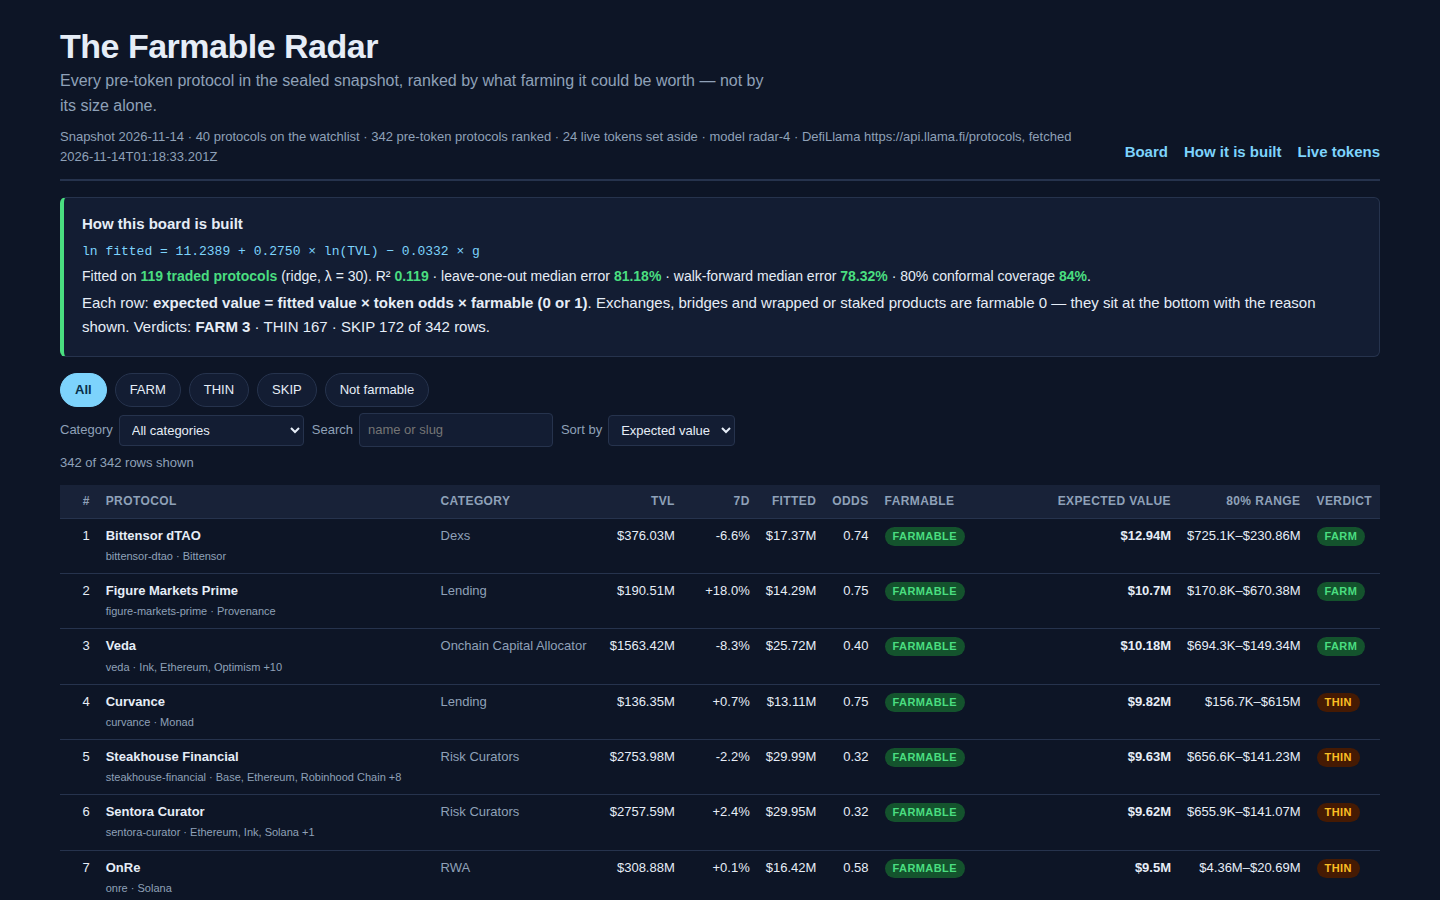 The Farmable Radar
Every pre-token protocol in the sealed snapshot, ranked by what farming it could be worth — not by
its size alone.
Snapshot 2026-11-14 · 40 protocols on the watchlist · 342 pre-token protocols ranked · 24 live tokens set aside · model radar-4 · DefiLlama https://api.llama.fi/protocols, fetched
2026-11-14T01:18:33.201Z
Board How it is built Live tokens
How this board is built
ln fitted = 11.2389 + 0.2750 × ln(TVL) − 0.0332 × g
Fitted on 119 traded protocols (ridge, λ = 30). R² 0.119 · leave-one-out median error 81.18% · walk-forward median error 78.32% · 80% conformal coverage 84%.
Each row: expected value = fitted value × token odds × farmable (0 or 1). Exchanges, bridges and wrapped or staked products are farmable 0 — they sit at the bottom with the reason
shown. Verdicts: FARM 3 · THIN 167 · SKIP 172 of 342 rows.
All FARM THIN SKIP Not farmable
Category All categories Search name or slug Sort by Expected value
342 of 342 rows shown
# PROTOCOL CATEGORY TVL 7D FITTED ODDS FARMABLE EXPECTED VALUE 80% RANGE VERDICT
1 Bittensor dTAO Dexs $376.03M -6.6% $17.37M 0.74 FARMABLE $12.94M $725.1K–$230.86M FARM
bittensor-dtao · Bittensor
2 Figure Markets Prime Lending $190.51M +18.0% $14.29M 0.75 FARMABLE $10.7M $170.8K–$670.38M FARM
figure-markets-prime · Provenance
3 Veda Onchain Capital Allocator $1563.42M -8.3% $25.72M 0.40 FARMABLE $10.18M $694.3K–$149.34M FARM
veda · Ink, Ethereum, Optimism +10
4 Curvance Lending $136.35M +0.7% $13.11M 0.75 FARMABLE $9.82M $156.7K–$615M THIN
curvance · Monad
5 Steakhouse Financial Risk Curators $2753.98M -2.2% $29.99M 0.32 FARMABLE $9.63M $656.6K–$141.23M THIN
steakhouse-financial · Base, Ethereum, Robinhood Chain +8
6 Sentora Curator Risk Curators $2757.59M +2.4% $29.95M 0.32 FARMABLE $9.62M $655.9K–$141.07M THIN
sentora-curator · Ethereum, Ink, Solana +1
7 OnRe RWA $308.88M +0.1% $16.42M 0.58 FARMABLE $9.5M $4.36M–$20.69M THIN
onre · Solana